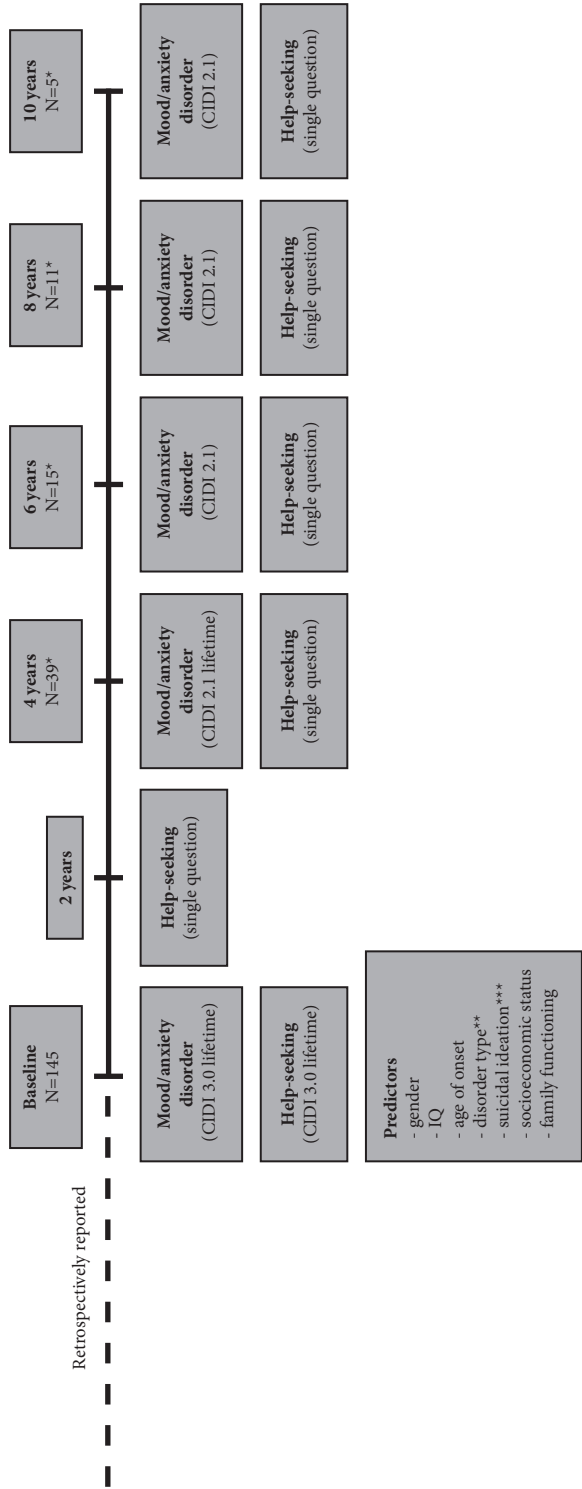 Retrospectively reported
Baseline
N=145
Mood/anxiety
disorder
(CIDI 3.0 lifetime)
Help-seeking
(CIDI 3.0 lifetime)
Predictors
- gender
- IQ
- age of onset
- disorder type**
- suicidal ideation***
- socioeconomic status
- family functioning
2 years
Help-seeking
(single question)
4 years
N=39*
Mood/anxiety
disorder
(CIDI 2.1 lifetime)
Help-seeking
(single question)
6 years
N=15*
Mood/anxiety
disorder
(CIDI 2.1)
Help-seeking
(single question)
8 years
N=11*
Mood/anxiety
disorder
(CIDI 2.1)
Help-seeking
(single question)
10 years
N=5*
Mood/anxiety
disorder
(CIDI 2.1)
Help-seeking
(single question)